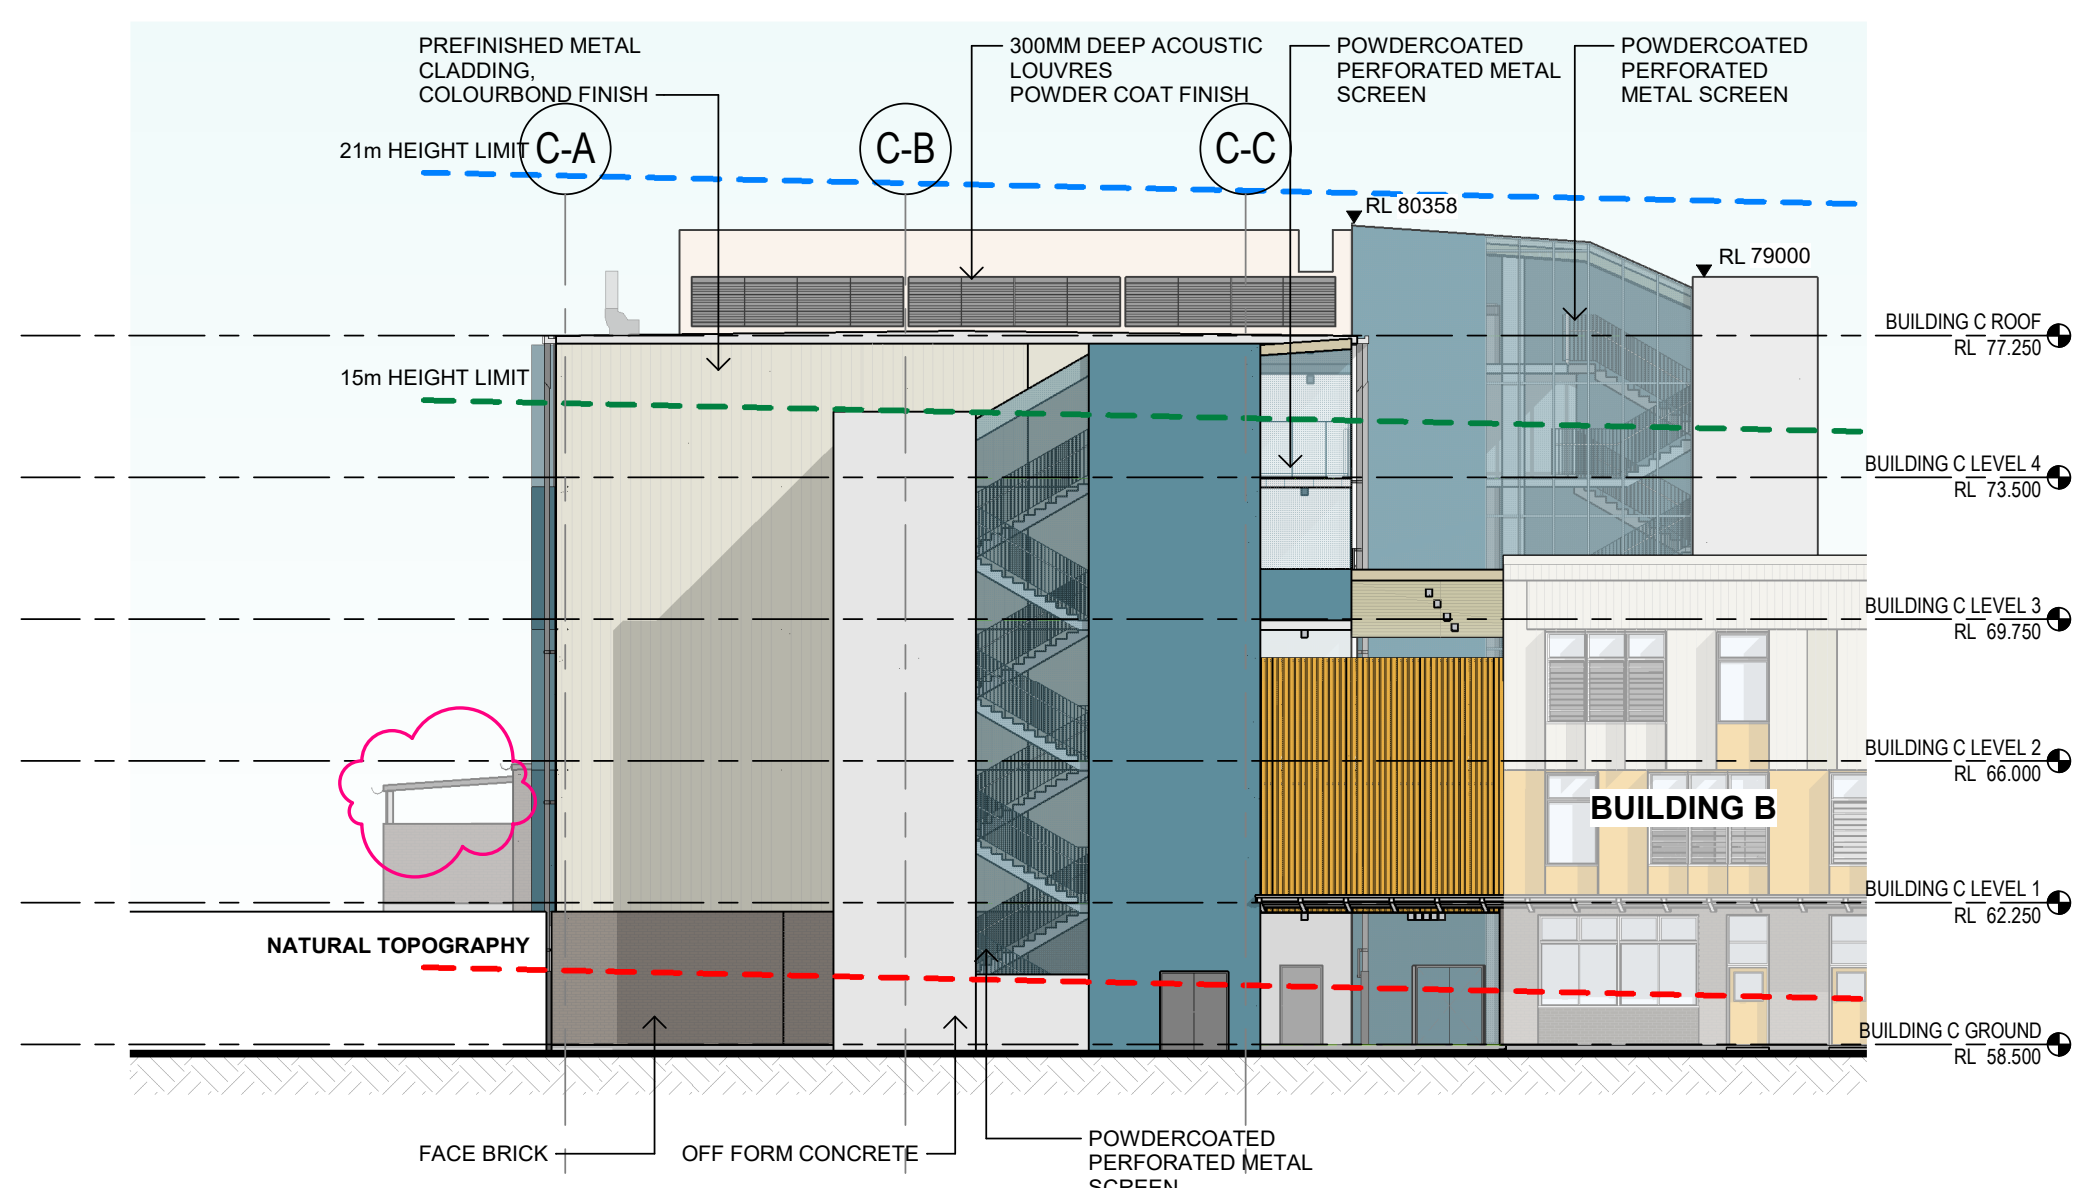 PREFINISHED METAL
CLADDING,
COLOURBOND FINISH
300MM DEEP ACOUSTIC
LOUVRES
POWDER COAT FINISH
POWDERCOATED
PERFORATED METAL
SCREEN
POWDERCOATED
PERFORATED
METAL SCREEN
21m HEIGHT LIMIT
C-A
C-B
C-C
RL 80358
RL 79000
BUILDING C ROOF
RL 77.250
15m HEIGHT LIMIT
BUILDING C LEVEL 4
RL 73.500
BUILDING C LEVEL 3
RL 69.750
BUILDING C LEVEL 2
RL 66.000
BUILDING B
BUILDING C LEVEL 1
RL 62.250
NATURAL TOPOGRAPHY
BUILDING C GROUND
RL 58.500
FACE BRICK
OFF FORM CONCRETE
POWDERCOATED
PERFORATED METAL
SCREEN